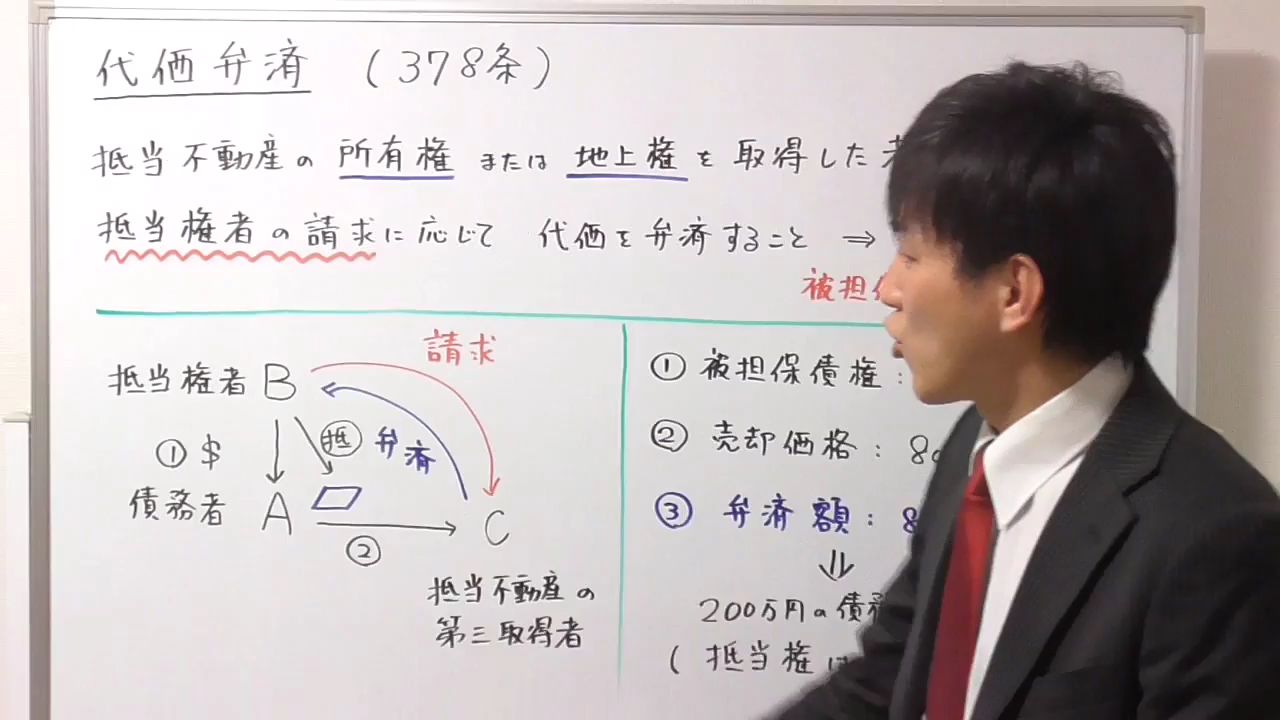 代価弁済 (378条)
抵当不動産の 所有権 または 地上権 を 取得した
抵当権者の請求に応じて 代価を弁済すること ⇒
被担
請求
抵当権者 B
抵
弁済
① $
債務者 A
C
②
抵当不動産の
第三取得者
① 被担保債権:
② 売却価格: 80
③ 弁済額: 8
⇓
200万円の債務
( 抵当権は